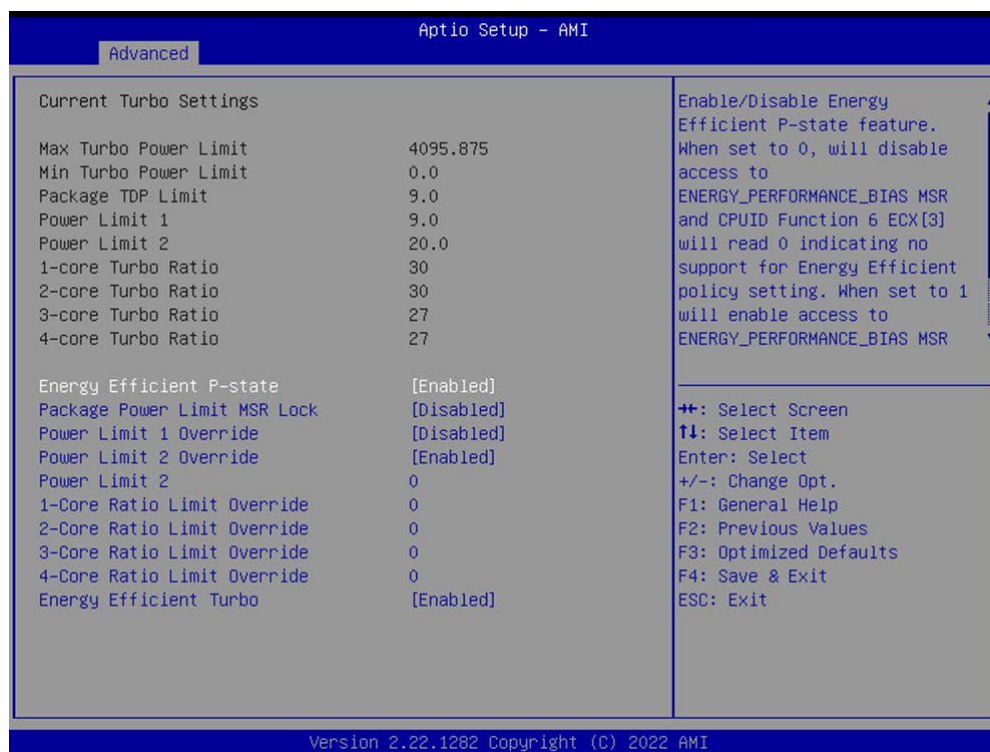 Aptio Setup - AMI
Advanced
Current Turbo Settings
Max Turbo Power Limit 4095.875
Min Turbo Power Limit 0.0
Package TDP Limit 9.0
Power Limit 1 9.0
Power Limit 2 20.0
1-core Turbo Ratio 30
2-core Turbo Ratio 30
3-core Turbo Ratio 27
4-core Turbo Ratio 27
Energy Efficient P-state [Enabled]
Package Power Limit MSR Lock [Disabled]
Power Limit 1 Override [Disabled]
Power Limit 2 Override [Enabled]
Power Limit 2 0
1-Core Ratio Limit Override 0
2-Core Ratio Limit Override 0
3-Core Ratio Limit Override 0
4-Core Ratio Limit Override 0
Energy Efficient Turbo [Enabled]
Enable/Disable Energy
Efficient P-state feature.
When set to 0, will disable
access to
ENERGY_PERFORMANCE_BIAS MSR
and CPUID Function 6 ECX[3]
will read 0 indicating no
support for Energy Efficient
policy setting. When set to 1
will enable access to
ENERGY_PERFORMANCE_BIAS MSR
→←: Select Screen
↑↓: Select Item
Enter: Select
+/-: Change Opt.
F1: General Help
F2: Previous Values
F3: Optimized Defaults
F4: Save & Exit
ESC: Exit
Version 2.22.1282 Copyright (C) 2022 AMI